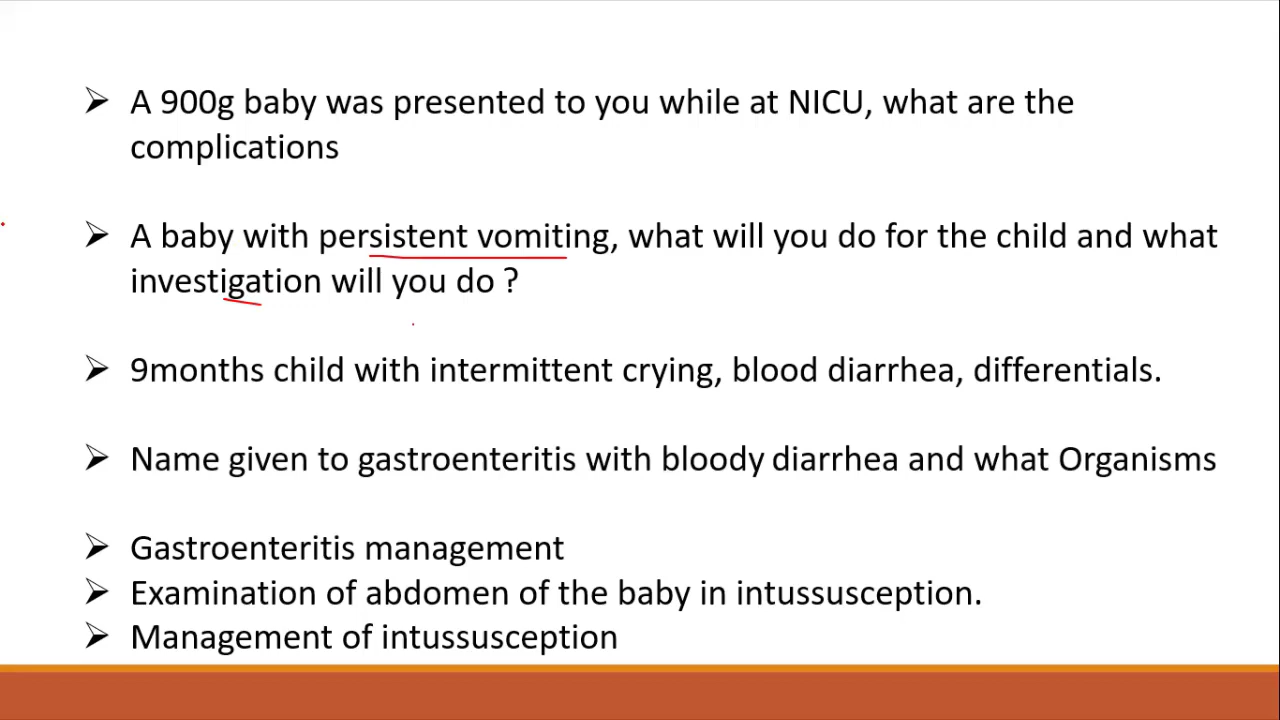 ➢ A 900g baby was presented to you while at NICU, what are the
complications
➢ A baby with persistent vomiting, what will you do for the child and what
investigation will you do ?
➢ 9months child with intermittent crying, blood diarrhea, differentials.
➢ Name given to gastroenteritis with bloody diarrhea and what Organisms
➢ Gastroenteritis management
➢ Examination of abdomen of the baby in intussusception.
➢ Management of intussusception